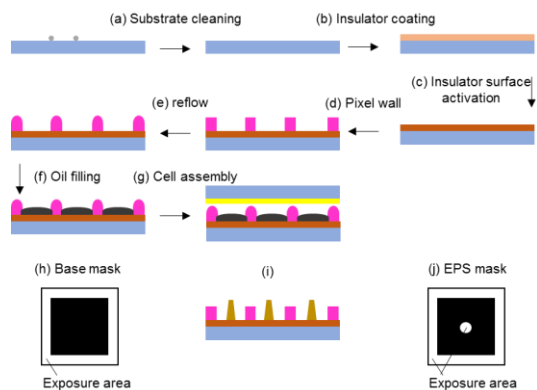 (a) Substrate cleaning
(b) Insulator coating
(c) Insulator surface
activation
(d) Pixel wall
(e) reflow
(f) Oil filling
(g) Cell assembly
(h) Base mask
(i)
(j) EPS mask
Exposure area
Exposure area